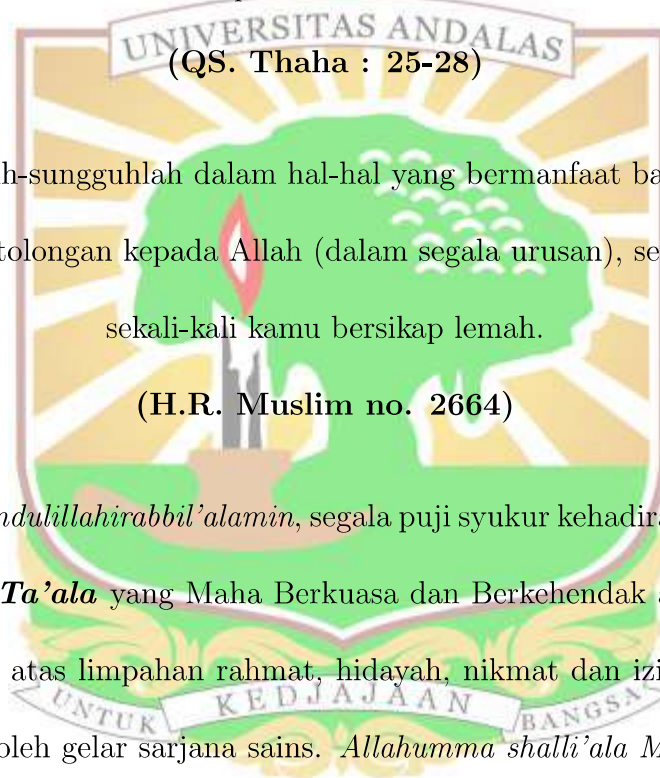 UNIVERSITAS ANDALAS
(QS. Thaha : 25-28)
h-sungguhlah dalam hal-hal yang bermanfaat ba
tolongan kepada Allah (dalam segala urusan), se
sekali-kali kamu bersikap lemah.
(H.R. Muslim no. 2664)
mdulillahirabbil'alamin, segala puji syukur kehadira
Ta'ala yang Maha Berkuasa dan Berkehendak
atas limpahan rahmat, hidayah, nikmat dan izi
UNTUK KEDJAJAAN BANGSA
oleh gelar sarjana sains. Allahumma shalli'ala M